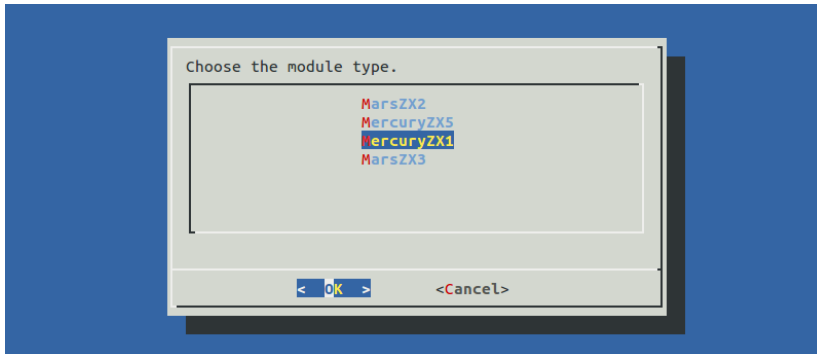 Choose the module type.
MarsZX2
MercuryZX5
MercuryZX1
MarsZX3
< OK > <Cancel>